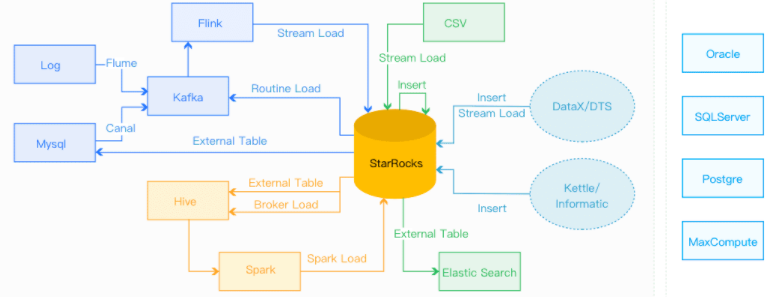 Flink
Stream Load
CSV
Oracle
Log
Flume
Stream Load
Kafka
Routine Load
Insert
Insert
Stream Load
DataX/DTS
SQLServer
Canal
Mysql
External Table
StarRocks
Hive
External Table
Broker Load
Kettle/
Informatic
Insert
Postgre
External Table
Spark Load
Spark
Elastic Search
MaxCompute